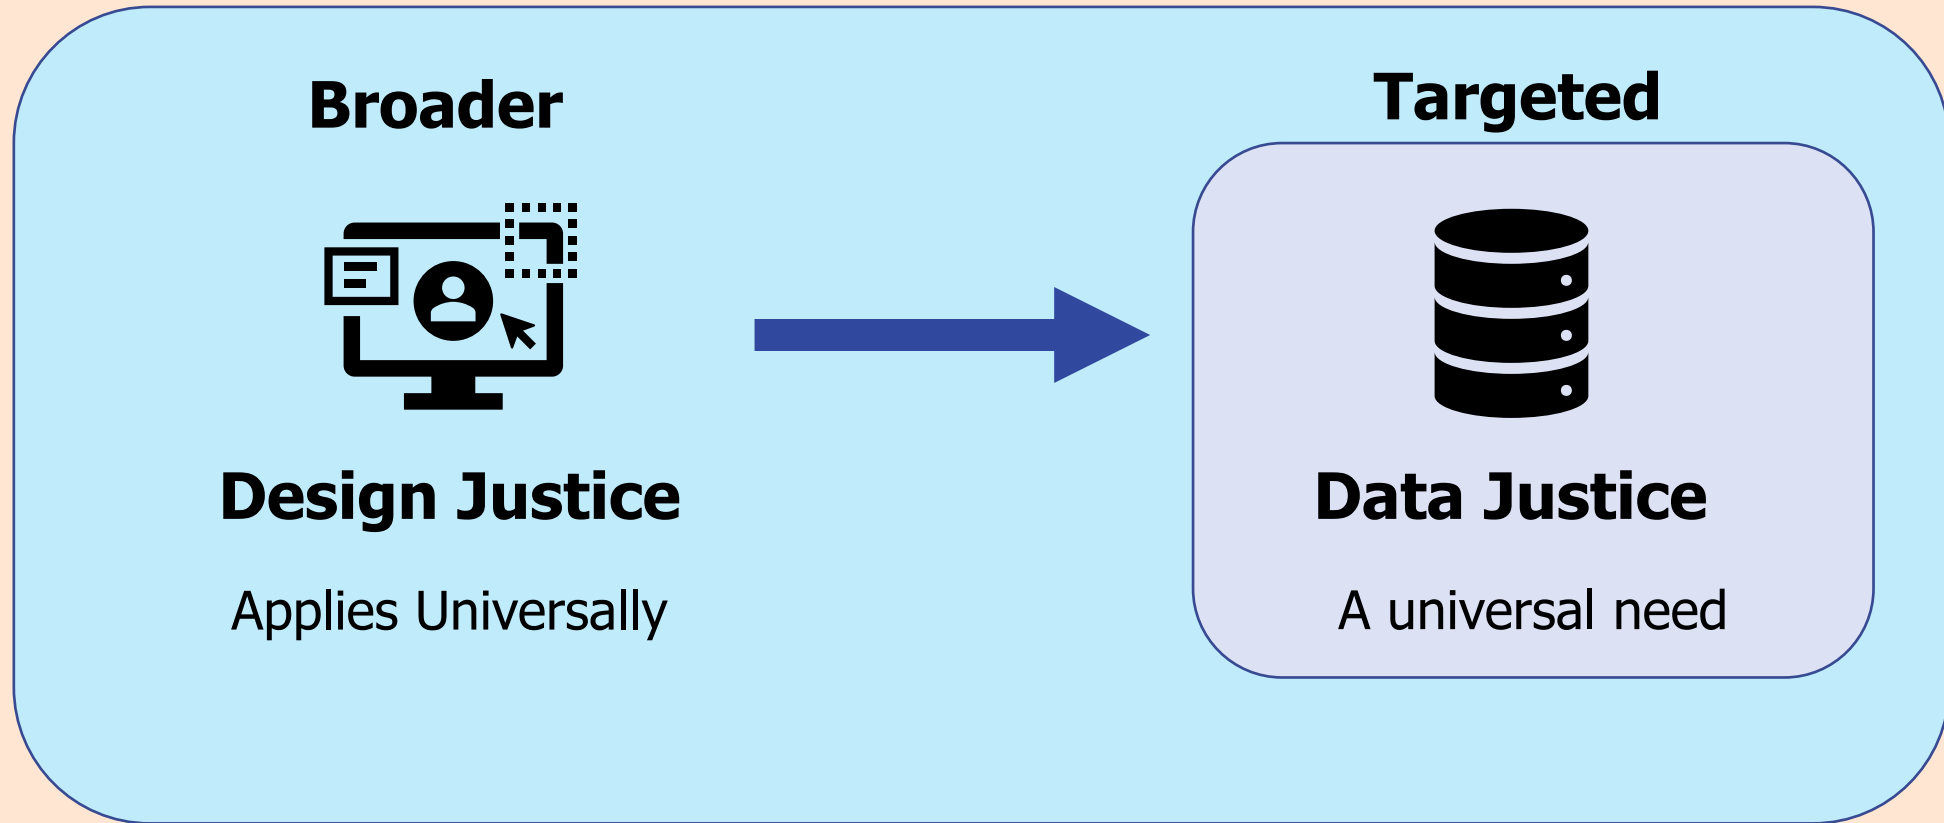 Broader
Design Justice
Applies Universally
Targeted
Data Justice
A universal need